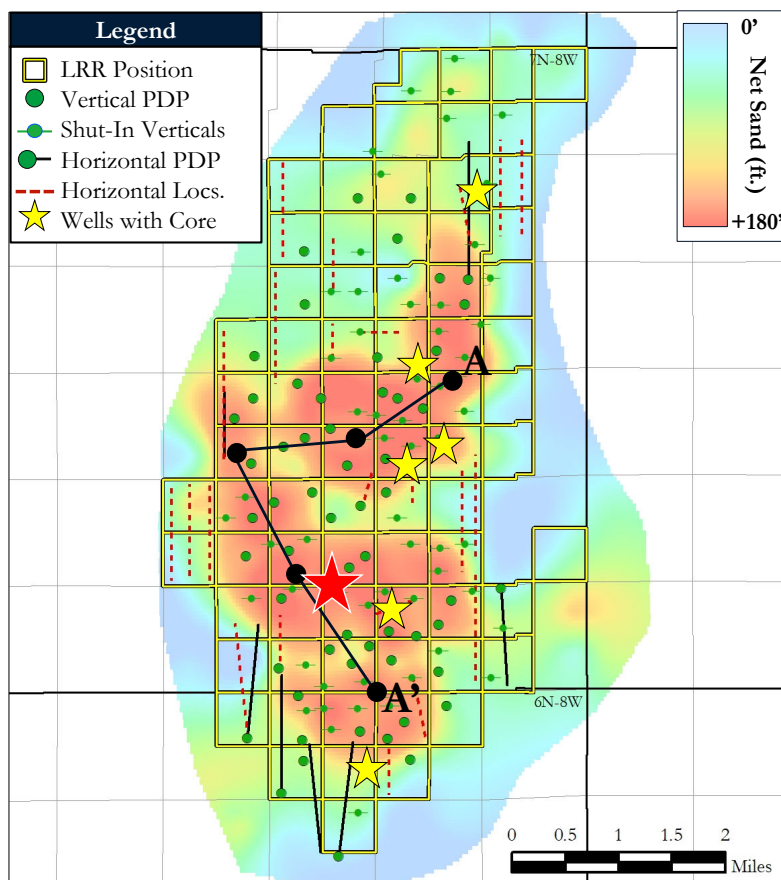 Legend
LRR Position
Vertical PDP
Shut-In Verticals
Horizontal PDP
Horizontal Locs.
Wells with Core
0'
Net Sand (ft.)
+180'
7N-8W
A
A'
6N-8W
0 0.5 1 1.5 2
Miles